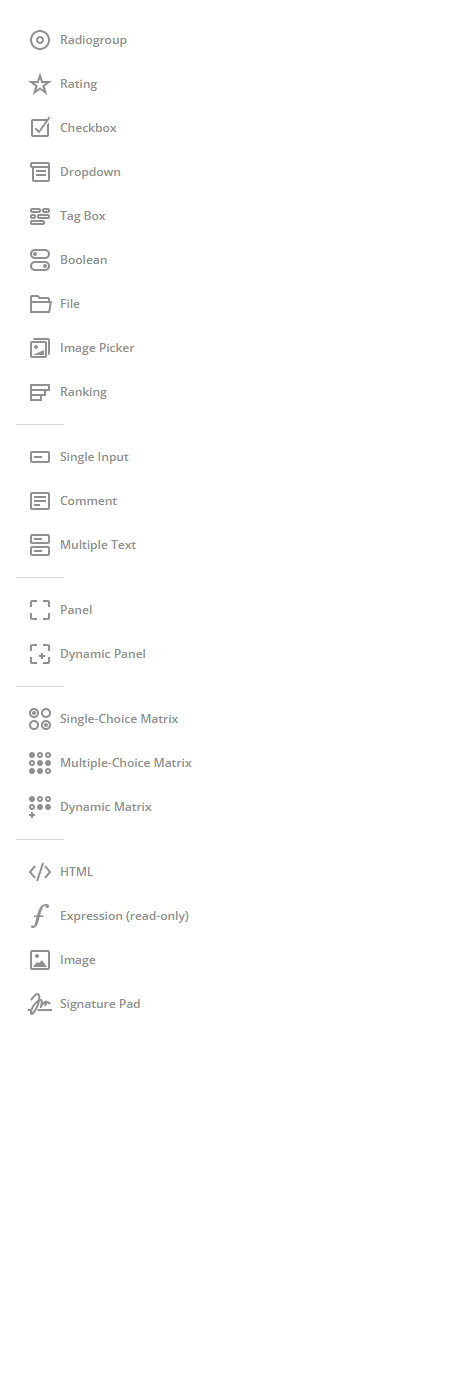 Radiogroup
Rating
Checkbox
Dropdown
Tag Box
Boolean
File
Image Picker
Ranking
Single Input
Comment
Multiple Text
Panel
Dynamic Panel
Single-Choice Matrix
Multiple-Choice Matrix
Dynamic Matrix
HTML
Expression (read-only)
Image
Signature Pad